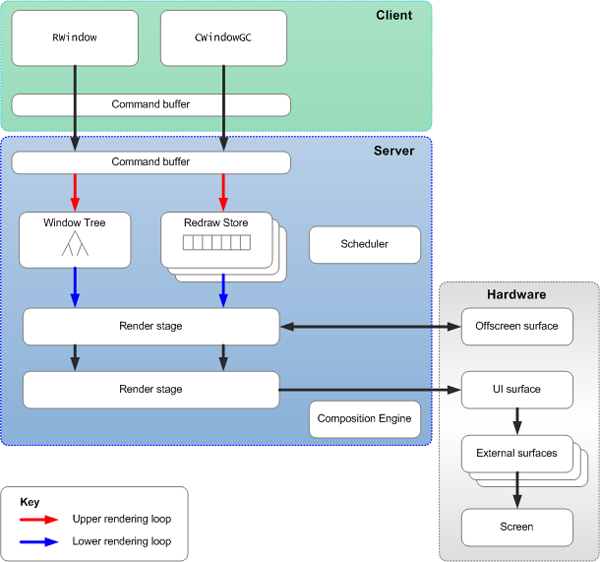 Client
RWindow
CWindowGC
Command buffer
Server
Command buffer
Window Tree
Redraw Store
Scheduler
Hardware
Render stage
Offscreen surface
Render stage
UI surface
Composition Engine
External surfaces
Screen
Key
Upper rendering loop
Lower rendering loop